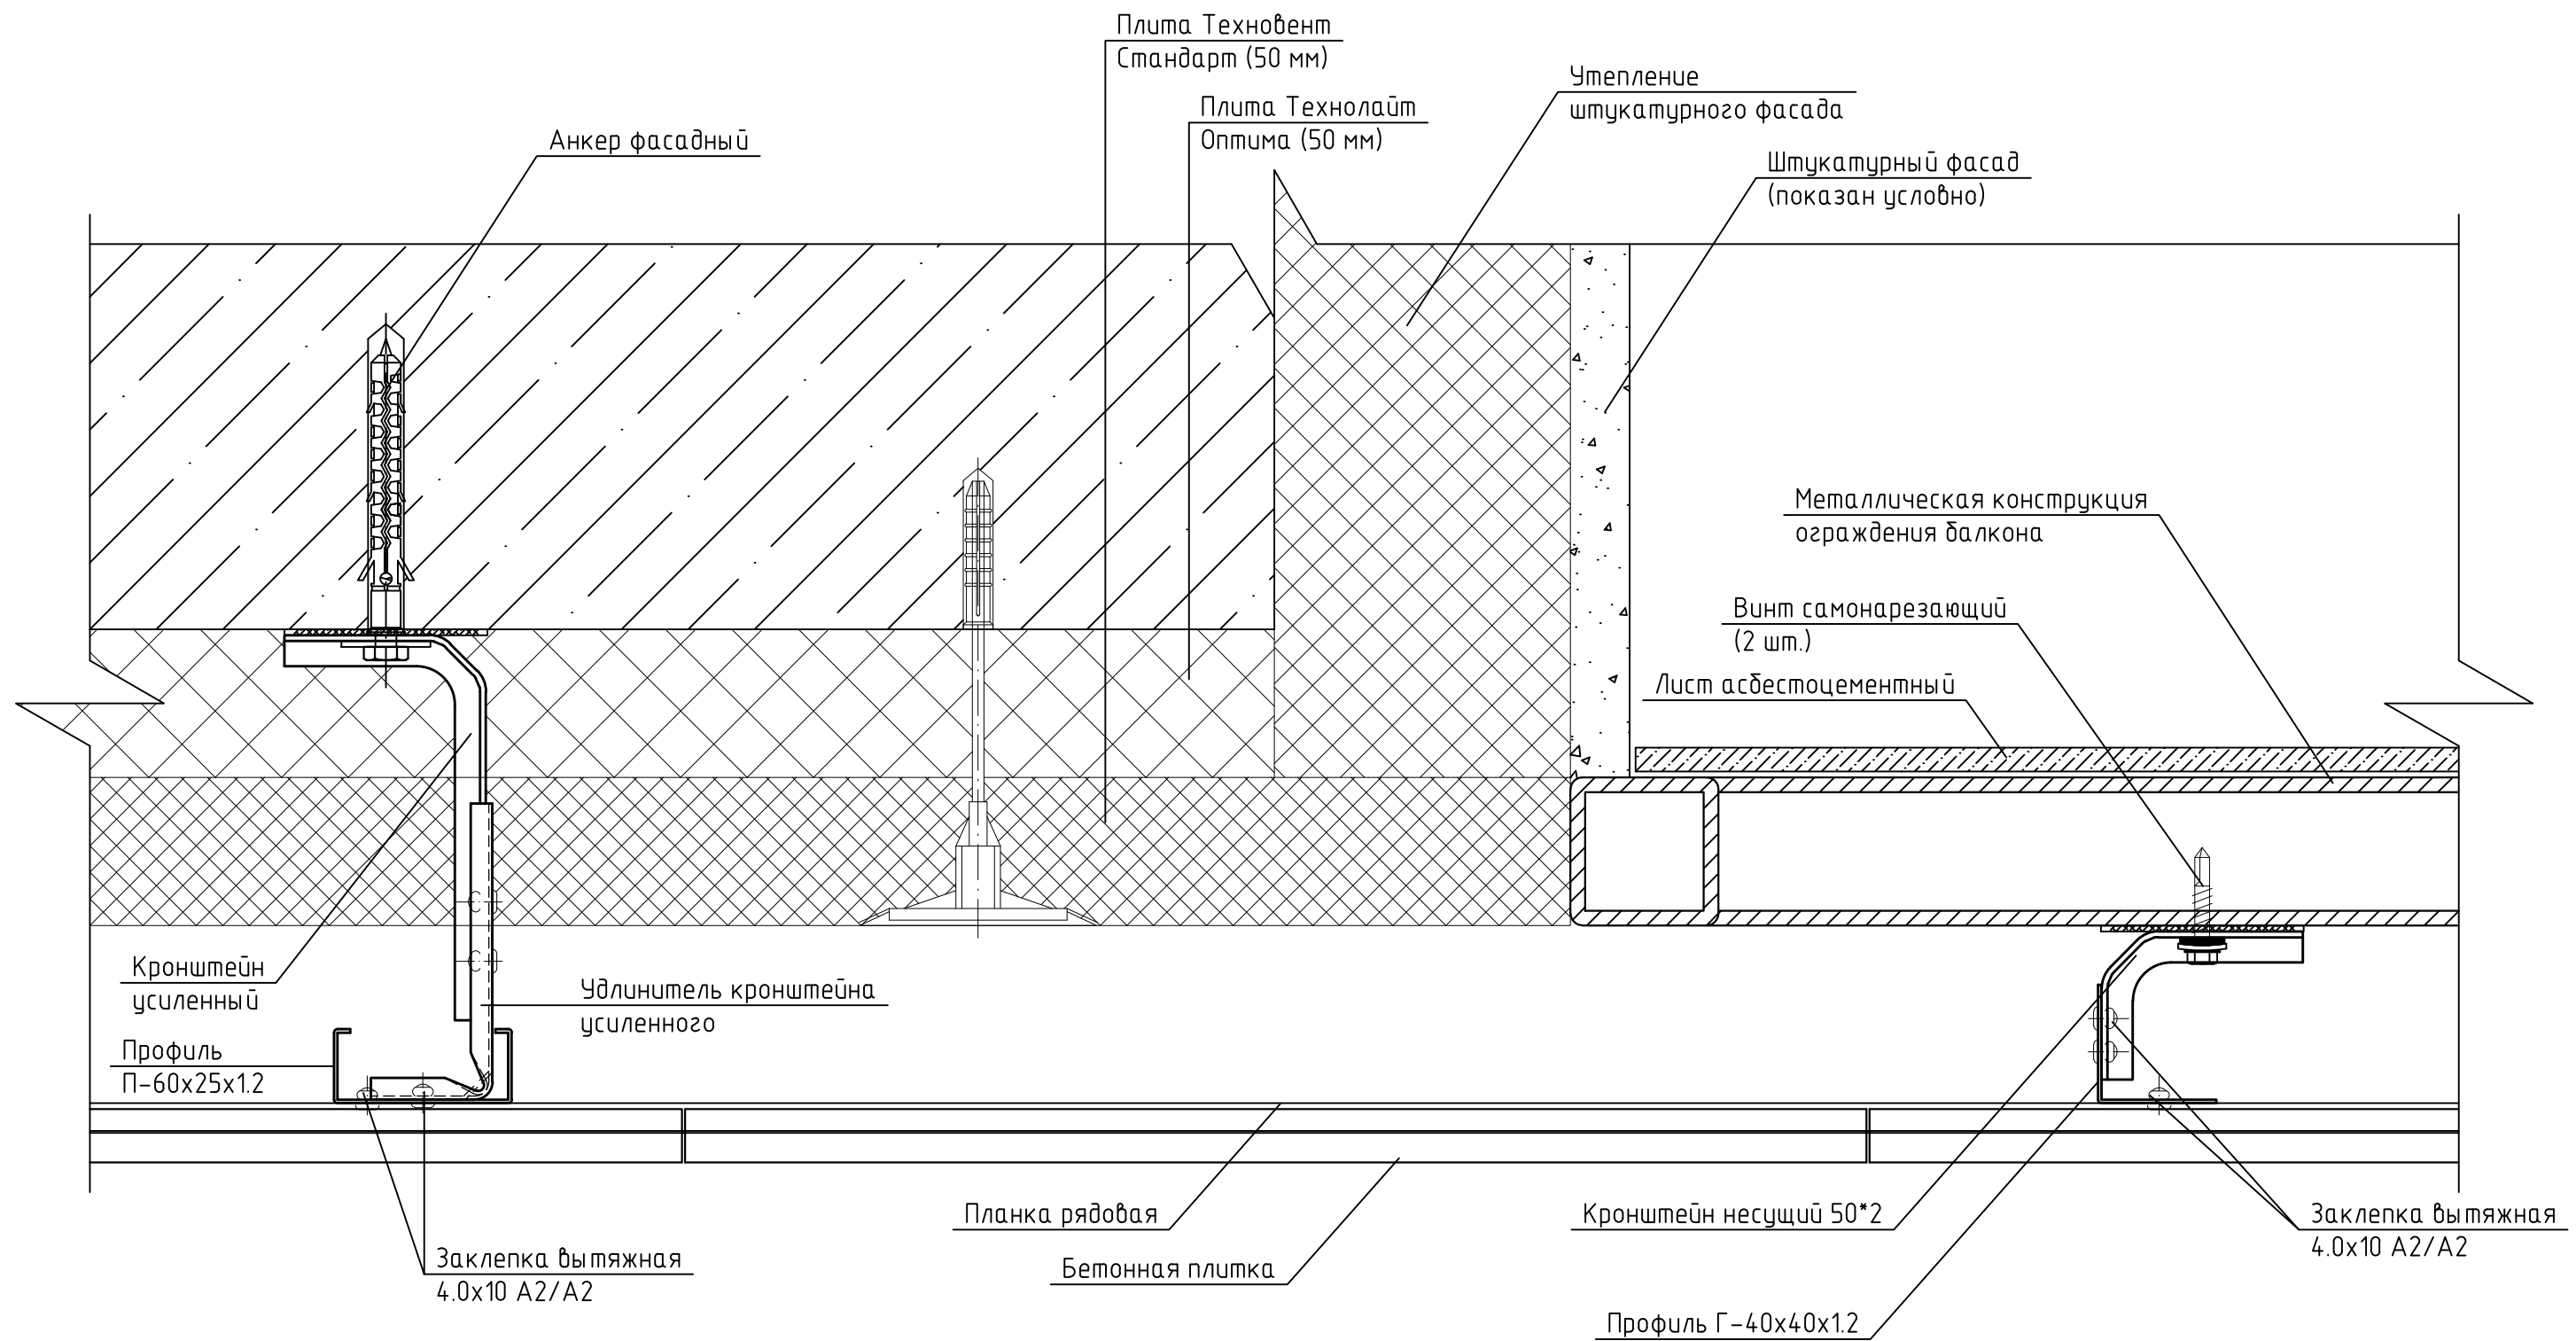 Плита Техновент
Стандарт (50 мм)
Утепление
штукатурного фасада
Плита Технолайт
Оптима (50 мм)
Анкер фасадный
Штукатурный фасад
(показан условно)
Металлическая конструкция
ограждения балкона
Винт самонарезающий
(2 шт.)
Лист асбестоцементный
Кронштейн
усиленный
Удлинитель кронштейна
усиленного
Профиль
П-60х25х1.2
Планка рядовая
Кронштейн несущий 50*2
Заклепка вытяжная
4.0х10 А2/А2
Заклепка вытяжная
4.0х10 А2/А2
Бетонная плитка
Профиль Г-40х40х1.2